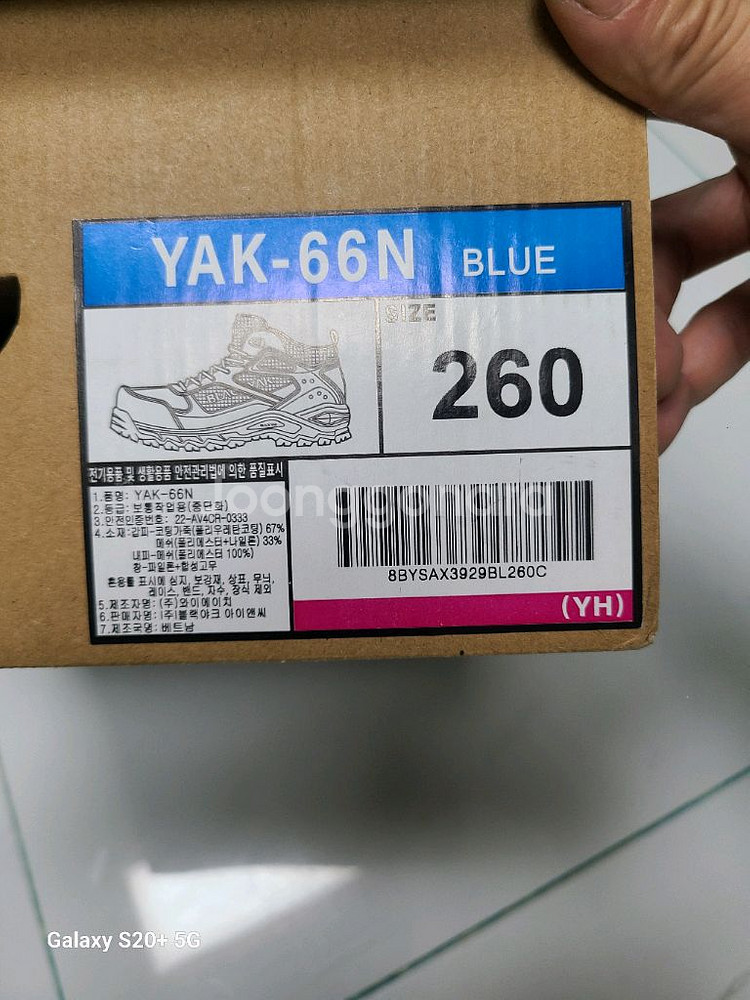 YAK-66N BLUE
SIZE
260
전기용품 및 생활용품 안전관리법에 의한 품질표시
1.품명: YAK-66N
2.등급: 보통작업용(중단화)
3.안전인증번호: 22-AV4CR-0333
4.소재:갑피-코팅가죽(폴리우레탄코팅) 67%
메쉬(폴리에스터+나일론) 33%
내피-메쉬(폴리에스터 100%)
창-파일론+합성고무
혼용률 표시에 심지, 보강재, 상표, 무늬,
레이스, 밴드, 자수, 장식 제외
5.제조자명: (주)와이에이치
6.판매자명: (주)블랙야크 아이앤씨
7.제조국명: 베트남
8BYSAX3929BL260C
(YH)
Galaxy S20+ 5G